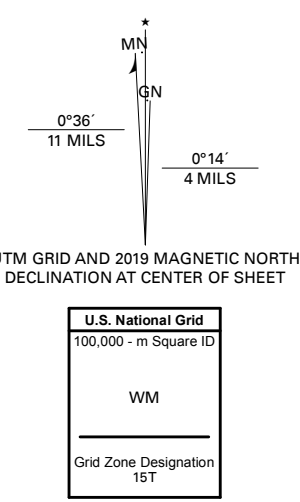 ★
MN
GN
0°36´
11 MILS
0°14´
4 MILS
UTM GRID AND 2019 MAGNETIC NORTH
DECLINATION AT CENTER OF SHEET
U.S. National Grid
100,000 - m Square ID
WM
Grid Zone Designation
15T